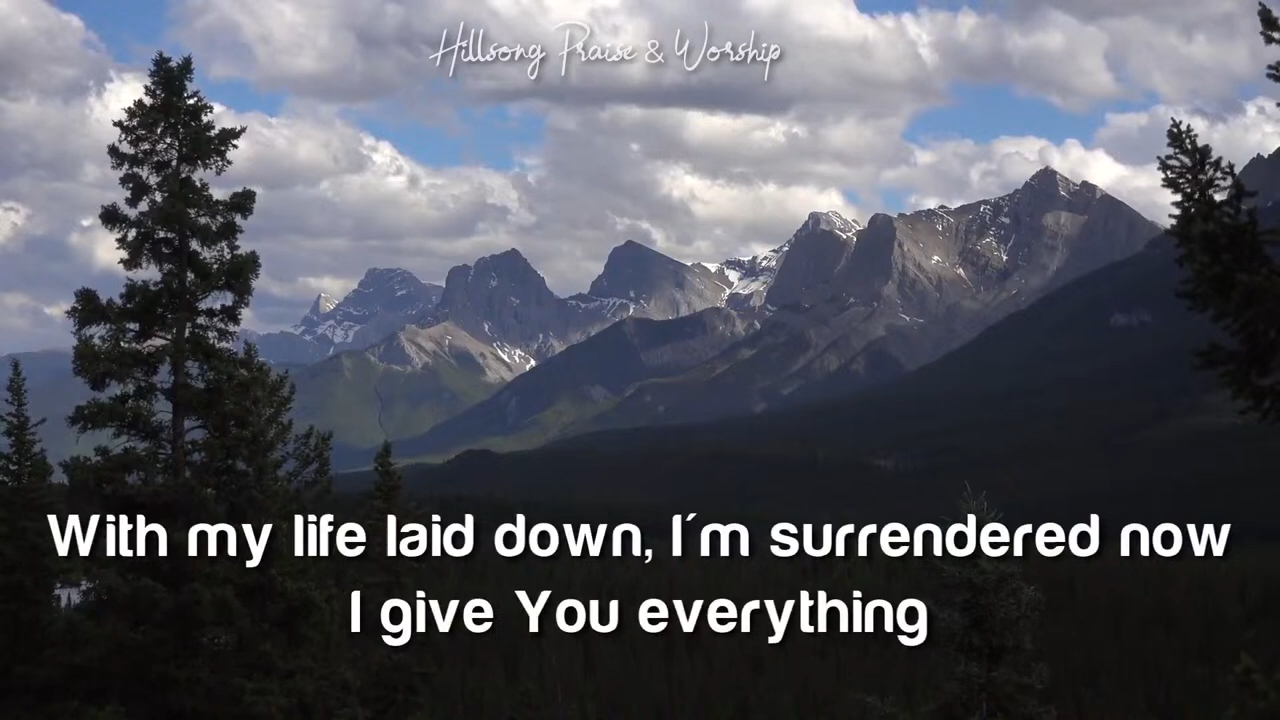 Hillsong Praise & Worship
With my life laid down, I´m surrendered now
I give You everything